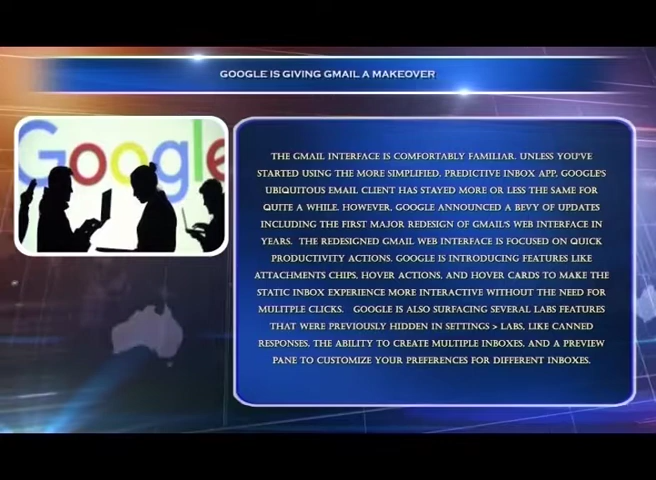 GOOGLE IS GIVING GMAIL A MAKEOVER
Google
THE GMAIL INTERFACE IS COMFORTABLY FAMILIAR. UNLESS YOU'VE
STARTED USING THE MORE SIMPLIFIED, PREDICTIVE INBOX APP, GOOGLE'S
UBIQUITOUS EMAIL CLIENT HAS STAYED MORE OR LESS THE SAME FOR
QUITE A WHILE. HOWEVER, GOOGLE ANNOUNCED A BEVY OF UPDATES
INCLUDING THE FIRST MAJOR REDESIGN OF GMAIL'S WEB INTERFACE IN
YEARS. THE REDESIGNED GMAIL WEB INTERFACE IS FOCUSED ON QUICK
PRODUCTIVITY ACTIONS. GOOGLE IS INTRODUCING FEATURES LIKE
ATTACHMENTS CHIPS, HOVER ACTIONS, AND HOVER CARDS TO MAKE THE
STATIC INBOX EXPERIENCE MORE INTERACTIVE WITHOUT THE NEED FOR
MULITPLE CLICKS. GOOGLE IS ALSO SURFACING SEVERAL LABS FEATURES
THAT WERE PREVIOUSLY HIDDEN IN SETTINGS > LABS, LIKE CANNED
RESPONSES, THE ABILITY TO CREATE MULTIPLE INBOXES, AND A PREVIEW
PANE TO CUSTOMIZE YOUR PREFERENCES FOR DIFFERENT INBOXES.